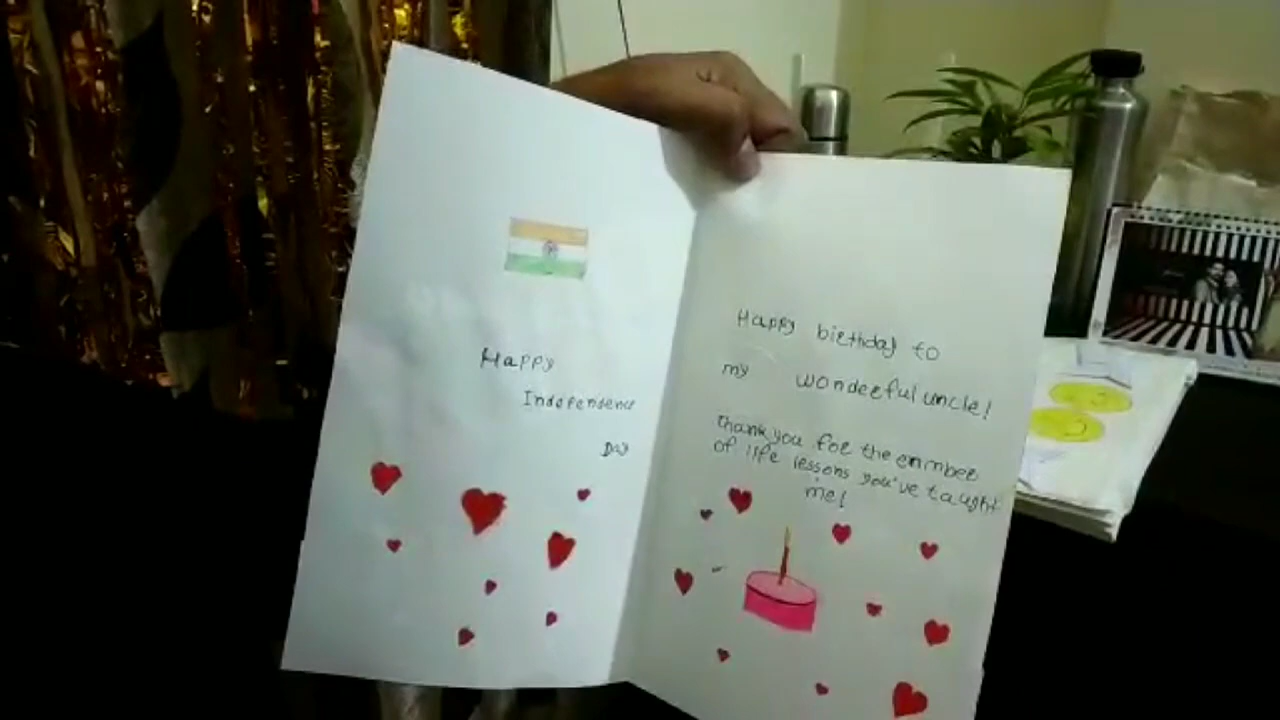 Happy
Independence
Day
Happy birthday to
my wondeeful uncle!
Thank you foe the enmbee
of life lessons you've taught
me!